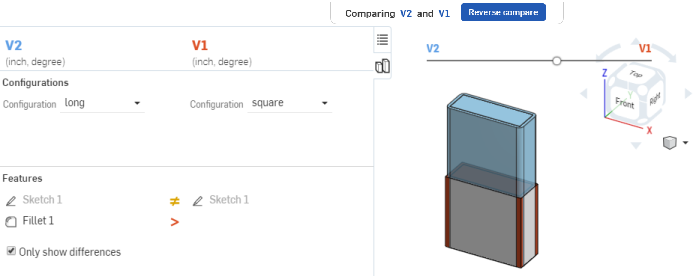 Comparing V2 and V1 Reverse compare
V2 V1
(inch, degree) (inch, degree)
Configurations
Configuration long Configuration square
Features
Sketch 1 ≠ Sketch 1
Fillet 1 >
Only show differences
V2 V1
Z
Top
Front Right
Y
X